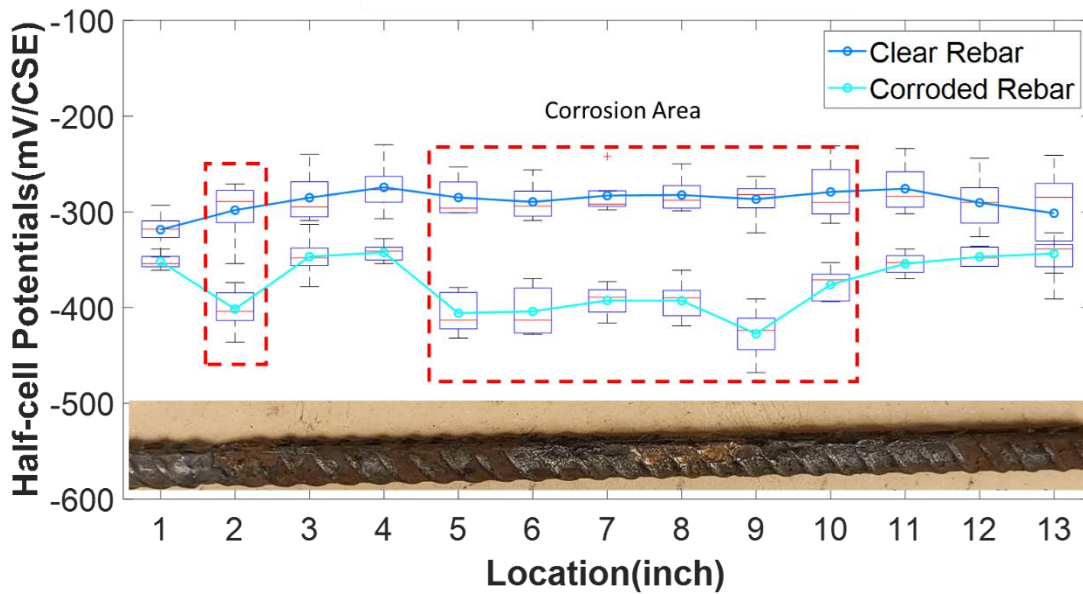 -100
-200
-300
-400
-500
-600
Half-cell Potentials(mV/CSE)
Clear Rebar
Corroded Rebar
Corrosion Area
1 2 3 4 5 6 7 8 9 10 11 12 13
Location(inch)